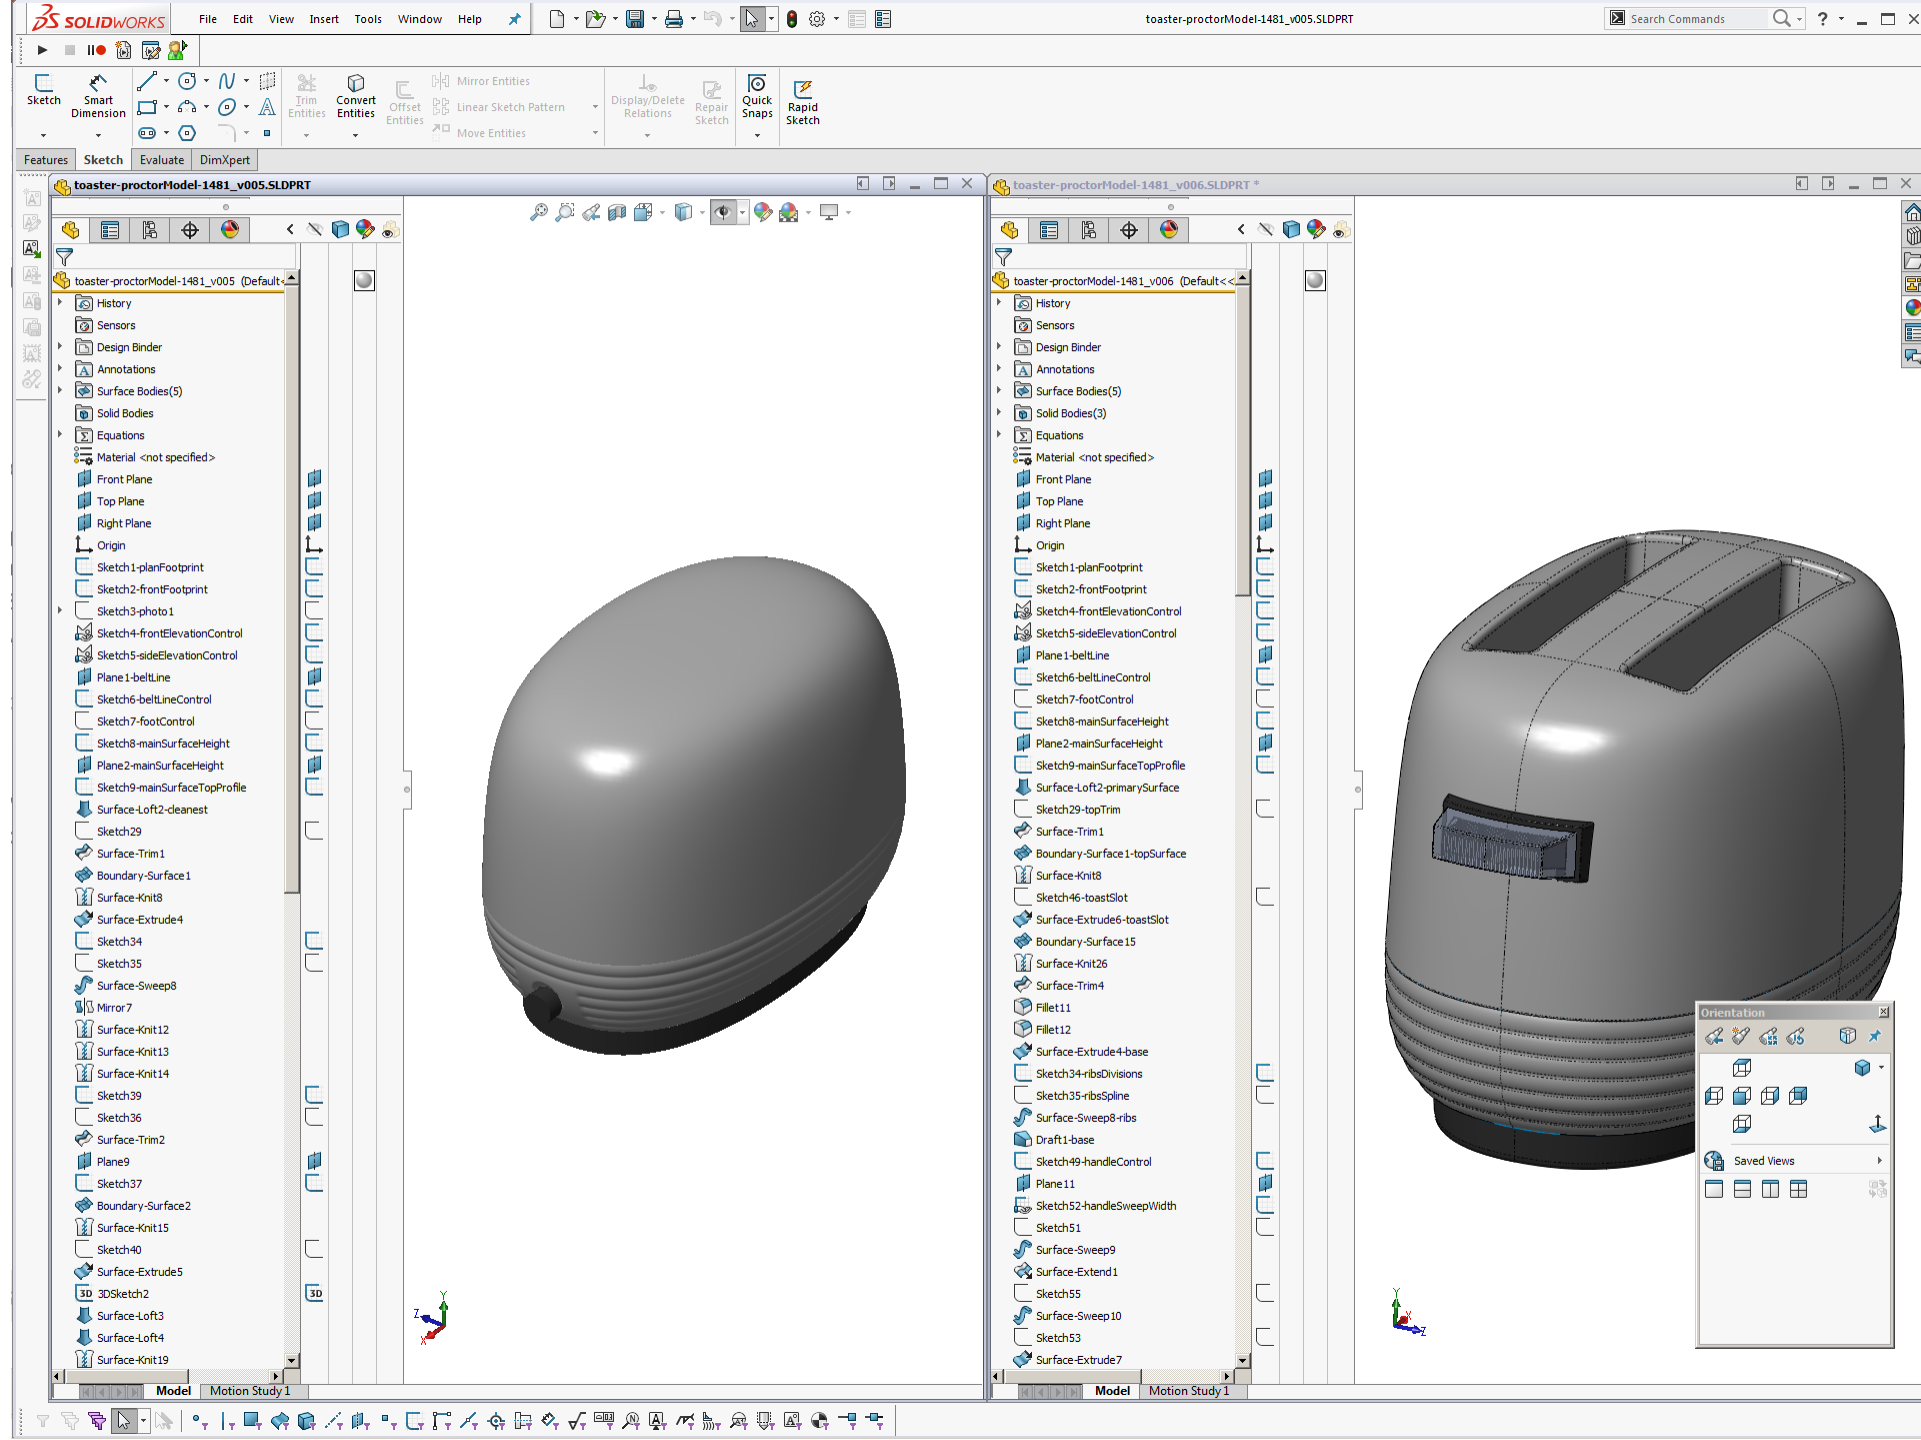 SOLIDWORKS File Edit View Insert Tools Window Help
toaster-proctorModel-1481_v005.SLDPRT
Search Commands
?
Sketch
Smart Dimension
Trim Entities
Convert Entities
Offset Entities
Mirror Entities
Linear Sketch Pattern
Move Entities
Display/Delete Relations
Repair Sketch
Quick Snaps
Rapid Sketch
Features Sketch Evaluate DimXpert
toaster-proctorModel-1481_v005.SLDPRT
toaster-proctorModel-1481_v005 (Default<
History
Sensors
Design Binder
Annotations
Surface Bodies(5)
Solid Bodies
Equations
Material <not specified>
Front Plane
Top Plane
Right Plane
Origin
Sketch1-planFootprint
Sketch2-frontFootprint
Sketch3-photo1
Sketch4-frontElevationControl
Sketch5-sideElevationControl
Plane1-beltLine
Sketch6-beltLineControl
Sketch7-footControl
Sketch8-mainSurfaceHeight
Plane2-mainSurfaceHeight
Sketch9-mainSurfaceTopProfile
Surface-Loft2-cleanest
Sketch29
Surface-Trim1
Boundary-Surface1
Surface-Knit8
Surface-Extrude4
Sketch34
Sketch35
Surface-Sweep8
Mirror7
Surface-Knit12
Surface-Knit13
Surface-Knit14
Sketch39
Sketch36
Surface-Trim2
Plane9
Sketch37
Boundary-Surface2
Surface-Knit15
Sketch40
Surface-Extrude5
3D 3DSketch2 3D
Surface-Loft3
Surface-Loft4
Surface-Knit19
Model Motion Study 1
Y
Z
X
toaster-proctorModel-1481_v006.SLDPRT *
toaster-proctorModel-1481_v006 (Default<<
History
Sensors
Design Binder
Annotations
Surface Bodies(5)
Solid Bodies(3)
Equations
Material <not specified>
Front Plane
Top Plane
Right Plane
Origin
Sketch1-planFootprint
Sketch2-frontFootprint
Sketch4-frontElevationControl
Sketch5-sideElevationControl
Plane1-beltLine
Sketch6-beltLineControl
Sketch7-footControl
Sketch8-mainSurfaceHeight
Plane2-mainSurfaceHeight
Sketch9-mainSurfaceTopProfile
Surface-Loft2-primarySurface
Sketch29-topTrim
Surface-Trim1
Boundary-Surface1-topSurface
Surface-Knit8
Sketch46-toastSlot
Surface-Extrude6-toastSlot
Boundary-Surface15
Surface-Knit26
Surface-Trim4
Fillet11
Fillet12
Surface-Extrude4-base
Sketch34-ribsDivisions
Sketch35-ribsSpline
Surface-Sweep8-ribs
Draft1-base
Sketch49-handleControl
Plane11
Sketch52-handleSweepWidth
Sketch51
Surface-Sweep9
Surface-Extend1
Sketch55
Surface-Sweep10
Sketch53
Surface-Extrude7
Model Motion Study 1
Y
X
Z
Orientation
Saved Views